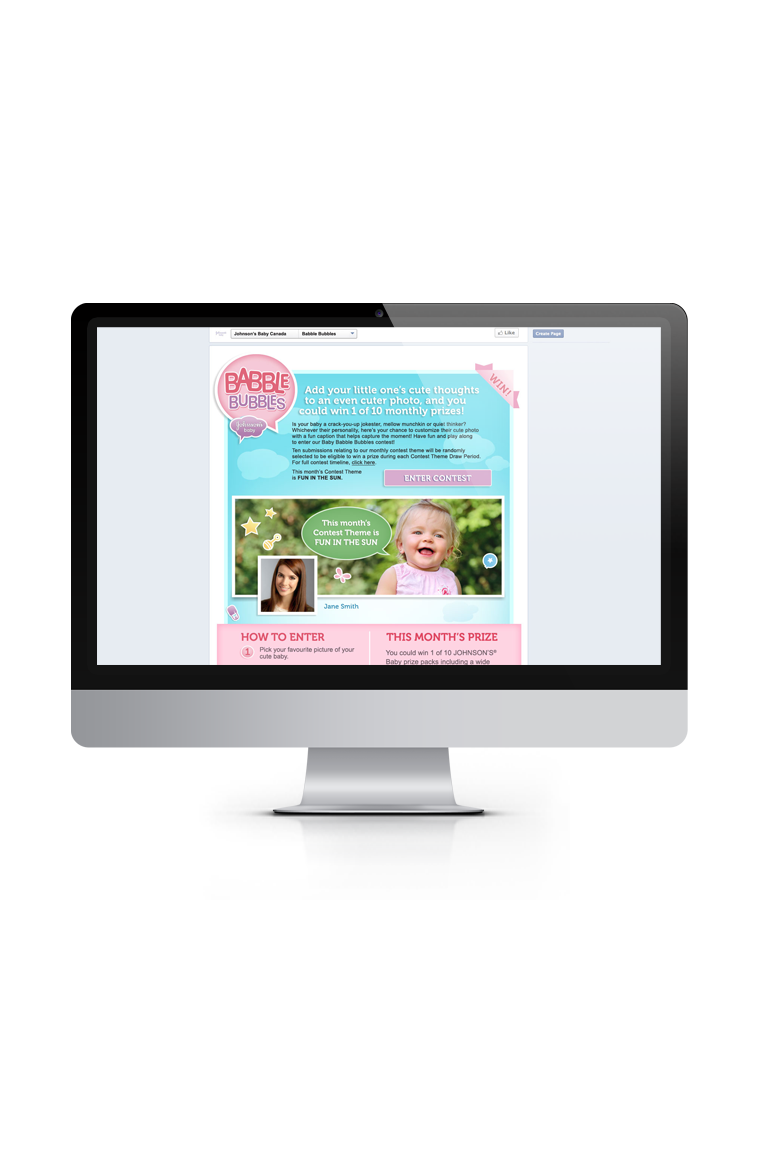 Johnson's Baby Canada
Babble Bubbles
Like
Create Page
BABBLE
BUBBLES
Johnson's
baby
WIN!
Add your little one's cute thoughts
to an even cuter photo, and you
could win 1 of 10 monthly prizes!
Is your baby a crack-you-up jokester, mellow munchkin or quiet thinker?
Whichever their personality, here's your chance to customize their cute photo
with a fun caption that helps capture the moment! Have fun and play along
to enter our Baby Babble Bubbles contest!
Ten submissions relating to our monthly contest theme will be randomly
selected to be eligible to win a prize during each Contest Theme Draw Period.
For full contest timeline, click here.
This month's Contest Theme
is FUN IN THE SUN.
ENTER CONTEST
This month's
Contest Theme is
FUN IN THE SUN
Jane Smith
HOW TO ENTER
1 Pick your favourite picture of your
cute baby.
THIS MONTH'S PRIZE
You could win 1 of 10 JOHNSON'S®
Baby prize packs including a wide